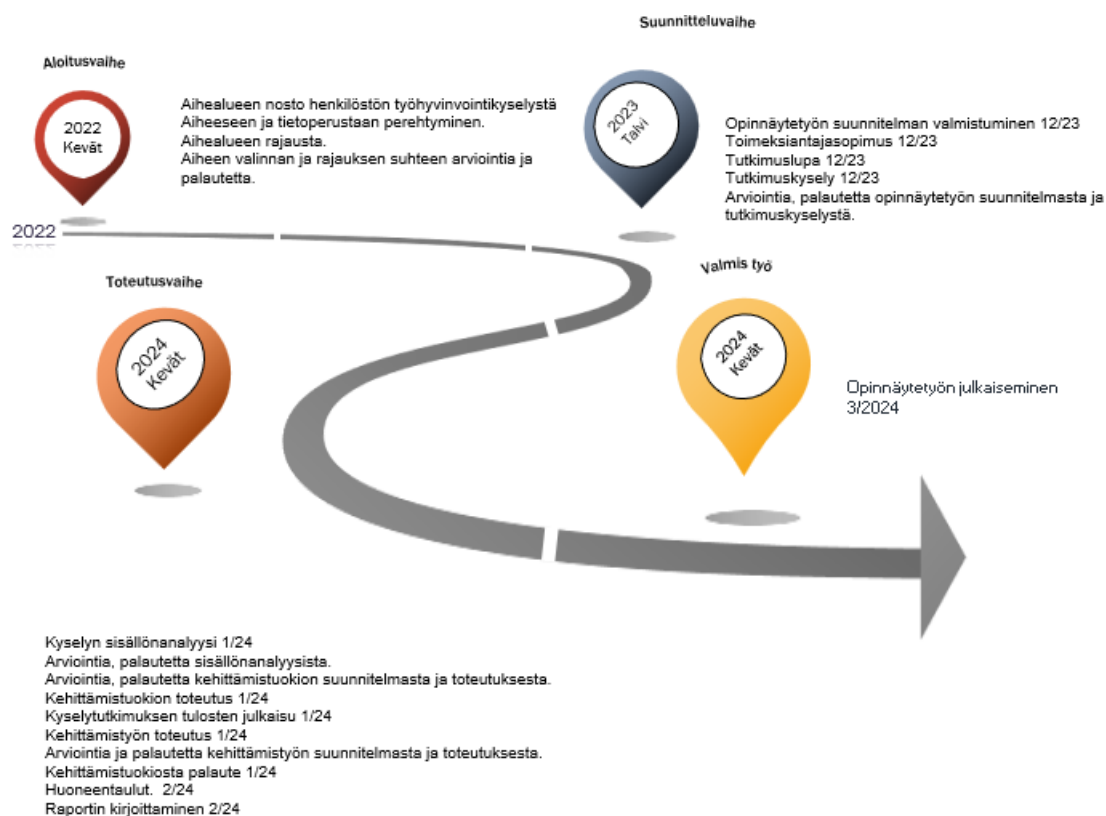 Aloitusvaihe
2022
Kevät
Aihealueen nosto henkilöstön työhyvinvointikyselystä
Aiheeseen ja tietoperustaan perehtyminen.
Aihealueen rajausta.
Aiheen valinnan ja rajauksen suhteen arviointia ja
palautetta.
Suunnitteluvaihe
2023
Talvi
Opinnäytetyön suunnitelman valmistuminen 12/23
Toimeksiantajasopimus 12/23
Tutkimuslupa 12/23
Tutkimuskysely 12/23
Arviointia, palautetta opinnäytetyön suunnitelmasta ja
tutkimuskyselystä.
2022
Toteutusvaihe
2024
Kevät
Valmis työ
2024
Kevät
Opinnäytetyön julkaiseminen
3/2024
Kyselyn sisällönanalyysi 1/24
Arviointia, palautetta sisällönanalyysista.
Arviointia, palautetta kehittämistuokion suunnitelmasta ja toteutuksesta.
Kehittämistuokion toteutus 1/24
Kyselytutkimuksen tulosten julkaisu 1/24
Kehittämistyön toteutus 1/24
Arviointia ja palautetta kehittämistyön suunnitelmasta ja toteutuksesta.
Kehittämistuokiosta palaute 1/24
Huoneentaulut. 2/24
Raportin kirjoittaminen 2/24